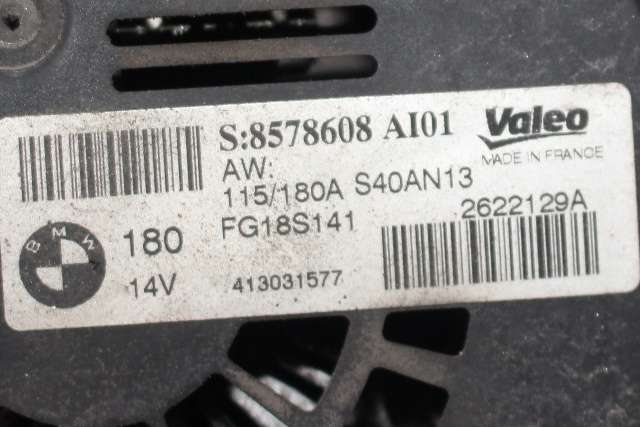 S:8578608 AI01
Valeo
MADE IN FRANCE
AW:
115/180A S40AN13
FG18S141
2622129A
BMW
180
14V
413031577